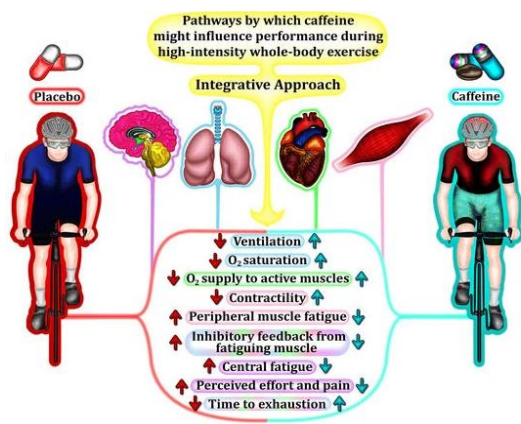 Pathways by which caffeine
might influence performance during
high-intensity whole-body exercise
Integrative Approach
Placebo
Caffeine
Ventilation
O₂ saturation
O₂ supply to active muscles
Contractility
Peripheral muscle fatigue
Inhibitory feedback from
fatiguing muscle
Central fatigue
Perceived effort and pain
Time to exhaustion